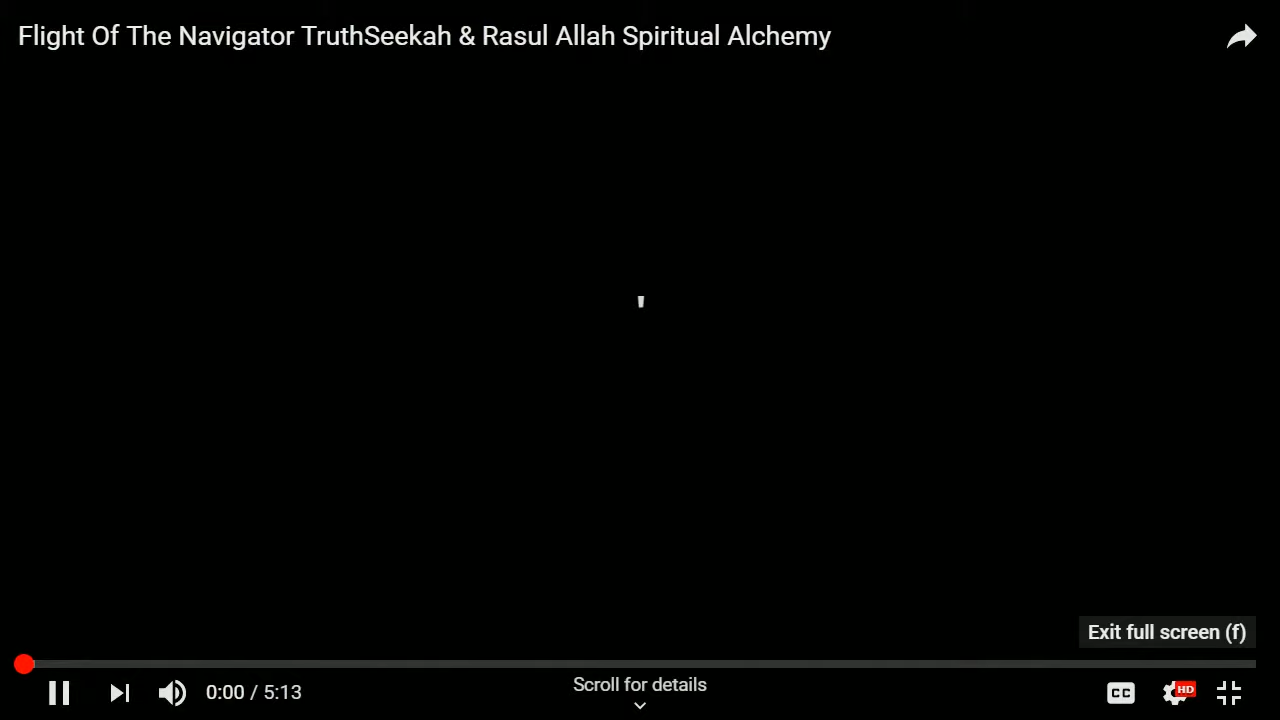 Flight Of The Navigator TruthSeekah & Rasul Allah Spiritual Alchemy
'
Exit full screen (f)
0:00 / 5:13
Scroll for details
CC
HD